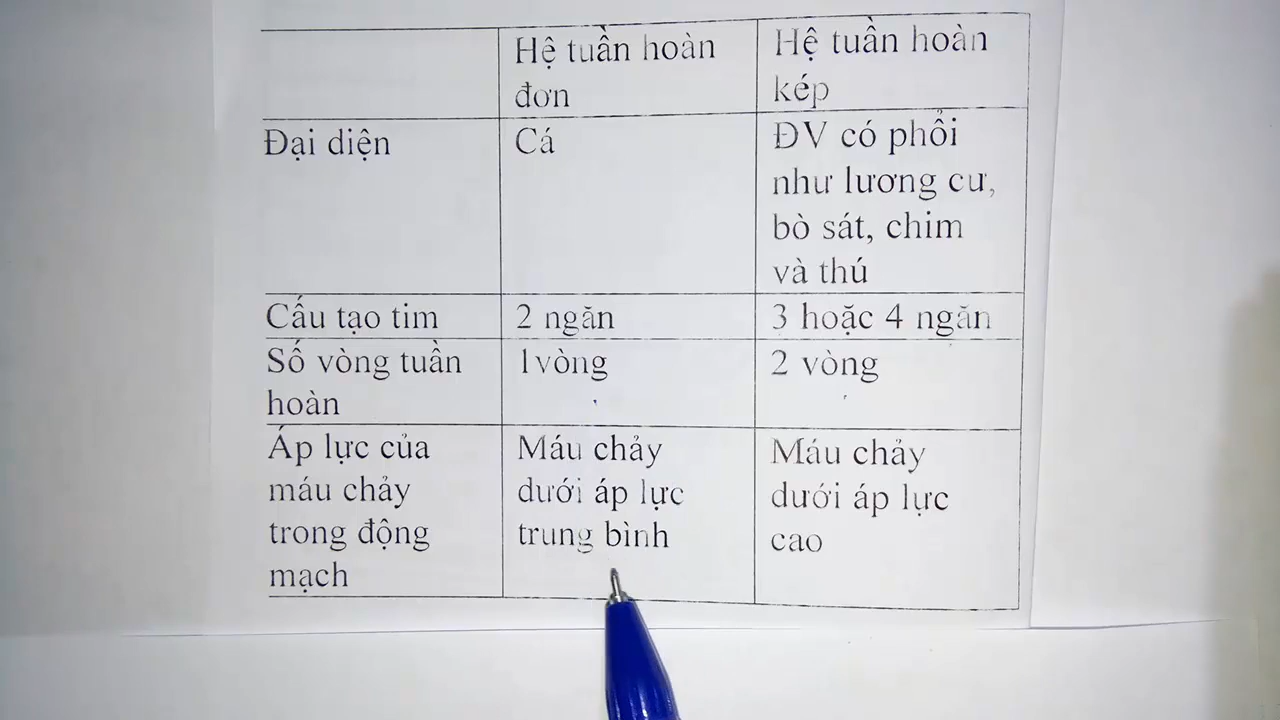 Hệ tuần hoàn
đơn
Hệ tuần hoàn
kép
Đại diện
Cá
ĐV có phổi
như lương cư,
bò sát, chim
và thú
Cấu tạo tim
2 ngăn
3 hoặc 4 ngăn
Số vòng tuần
hoàn
1vòng
2 vòng
Áp lực của
máu chảy
trong động
mạch
Máu chảy
dưới áp lực
trung bình
Máu chảy
dưới áp lực
cao